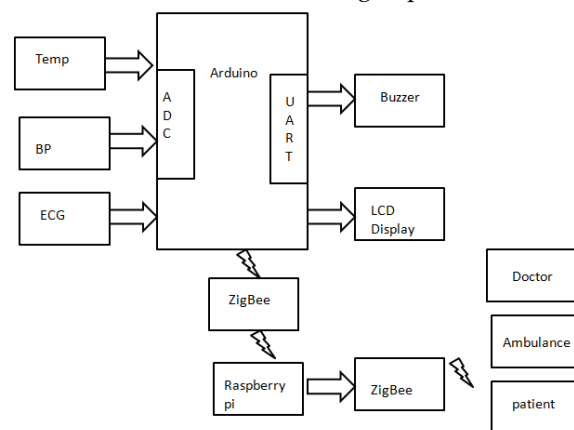 Temp
Arduino
A
D
C
U
A
R
T
Buzzer
BP
ECG
LCD
Display
ZigBee
Doctor
Ambulance
Raspberry
pi
ZigBee
patient